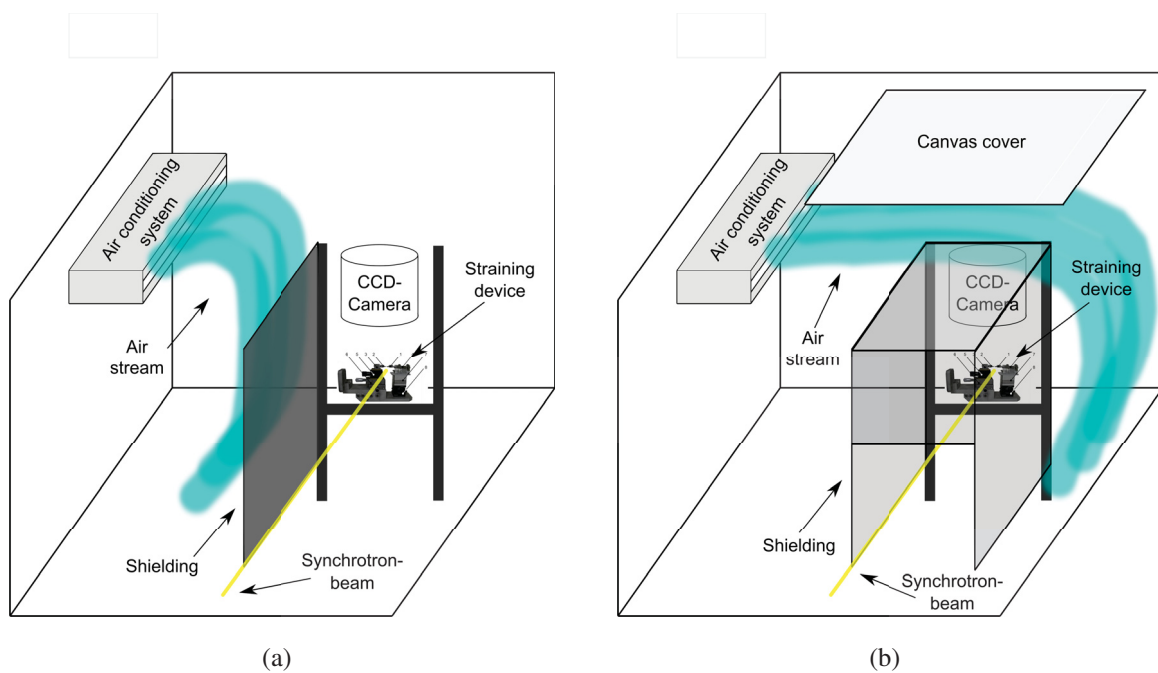 Air conditioning
system
CCD-
Camera
Straining
device
Air
stream
Shielding
Synchrotron-
beam
(a)
Canvas cover
Air conditioning
system
CCD-
Camera
Straining
device
Air
stream
Shielding
Synchrotron-
beam
(b)